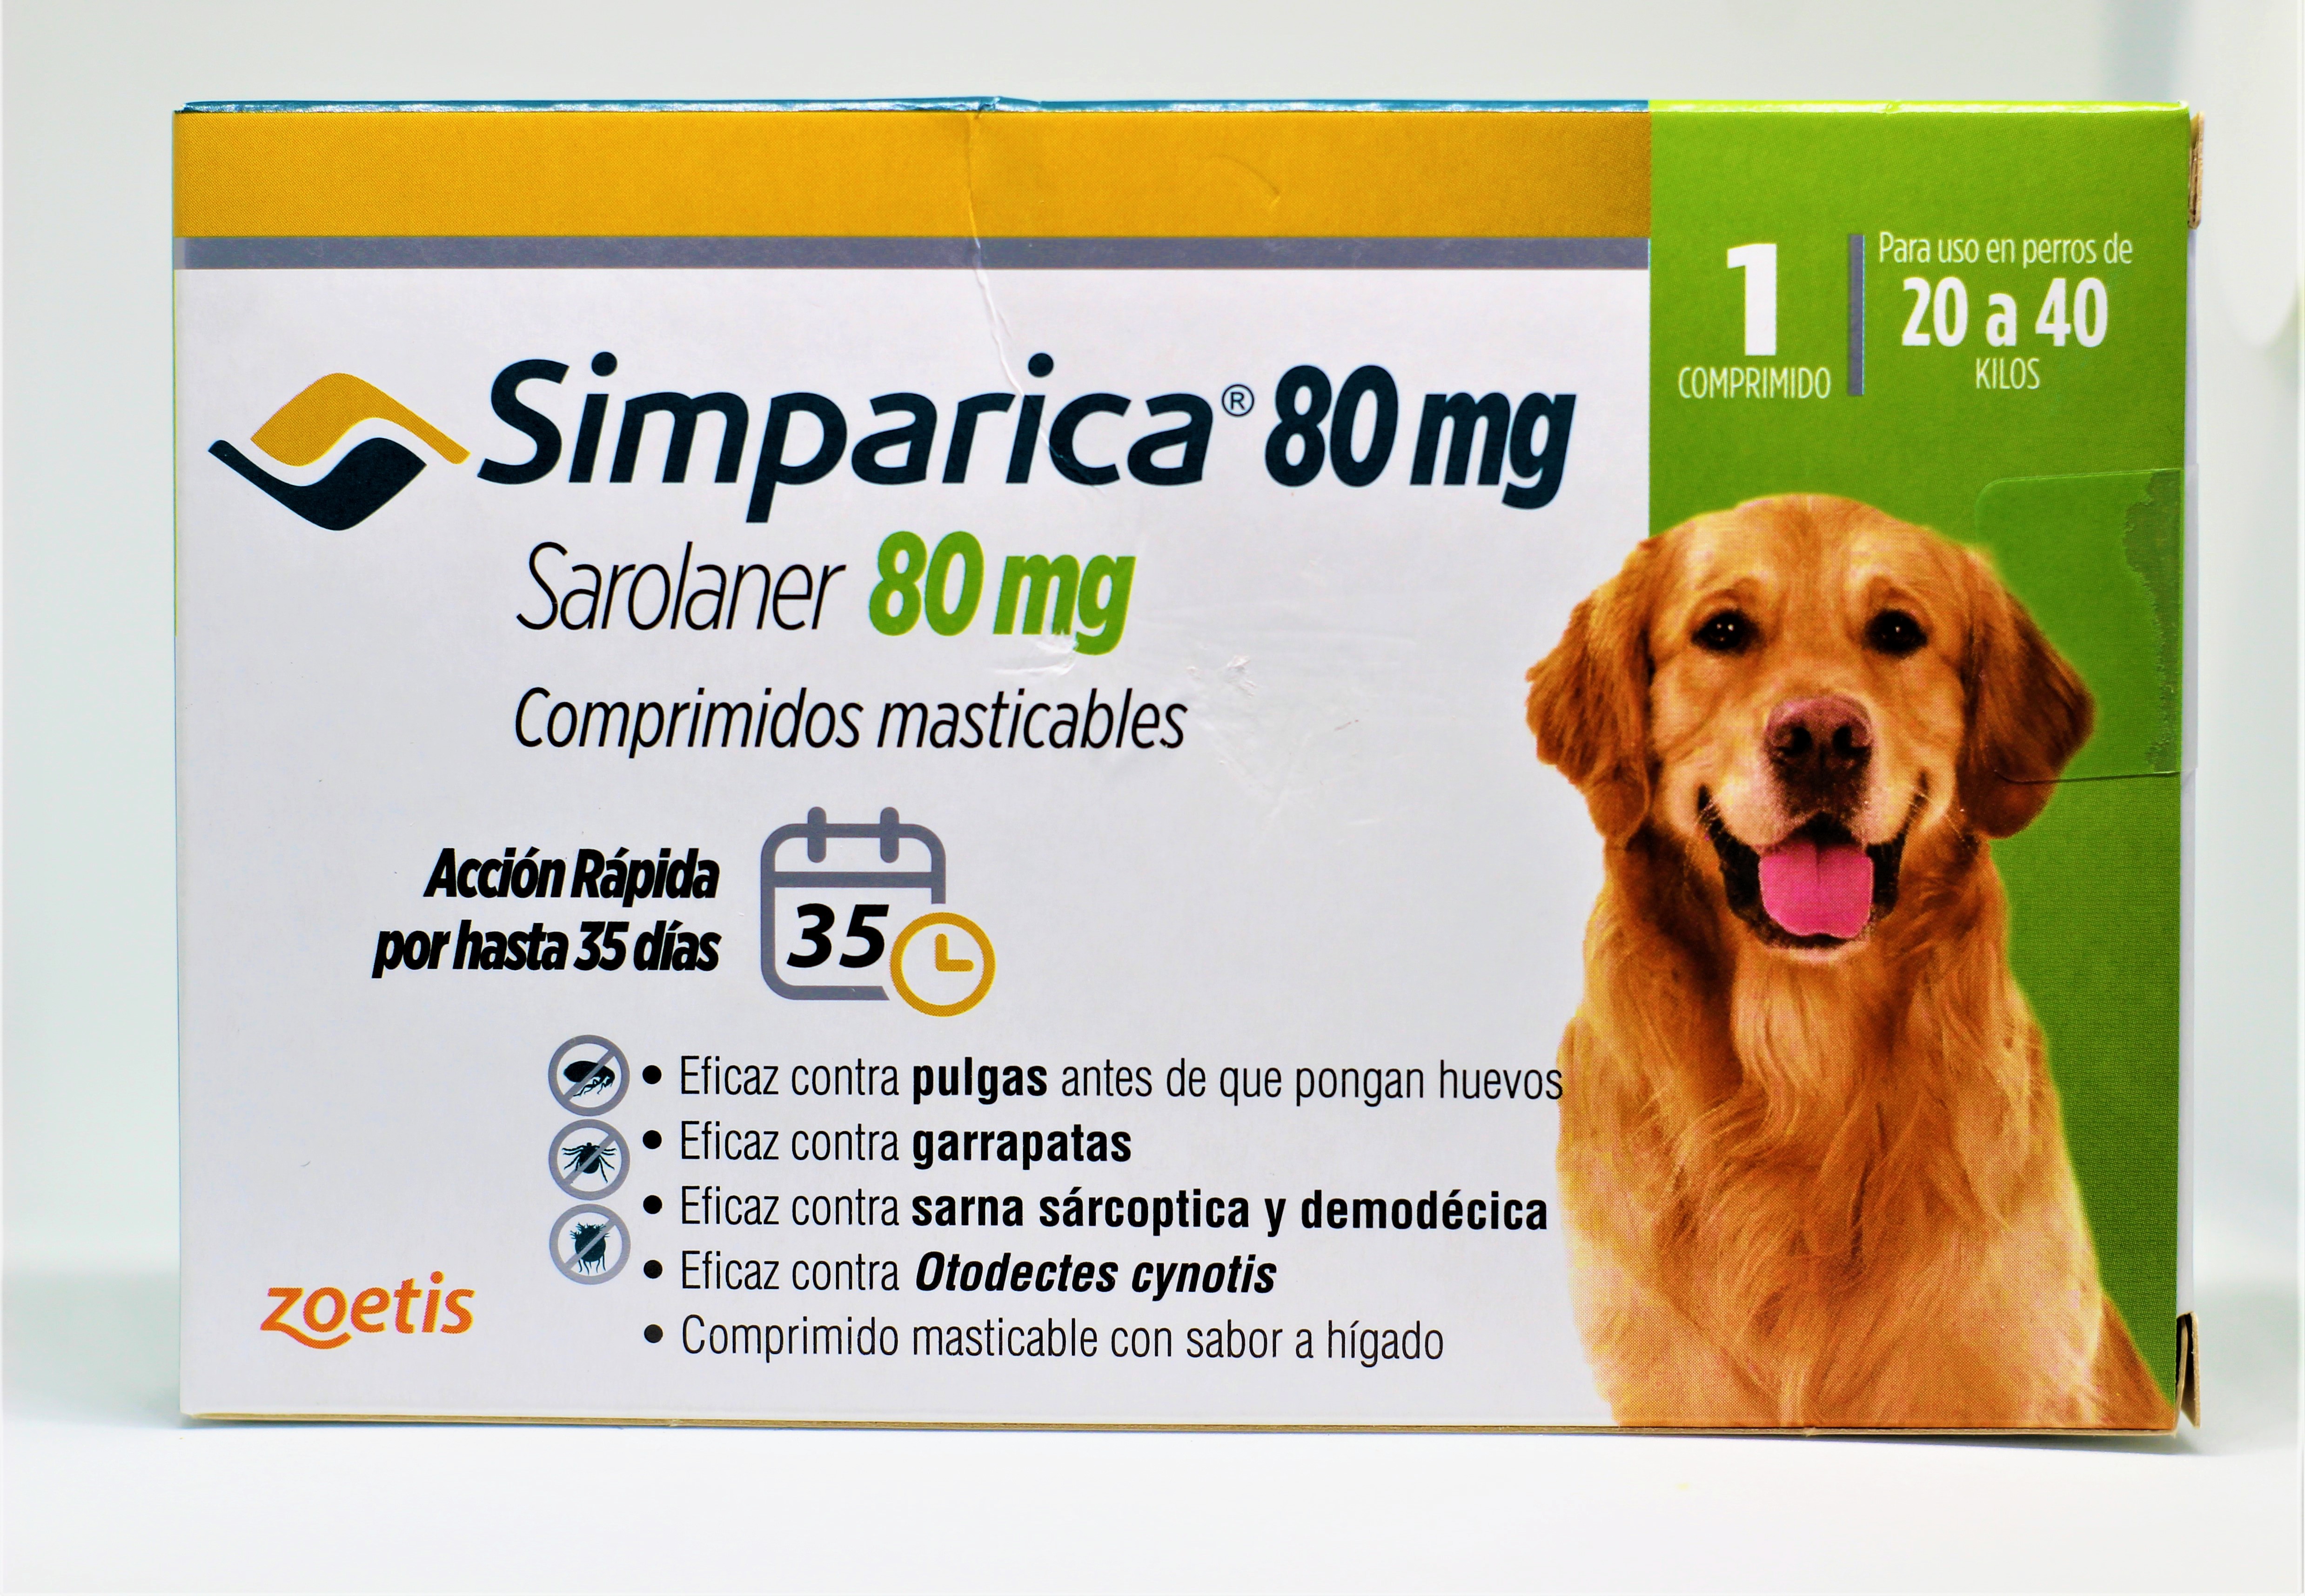 1
COMPRIMIDO
Para uso en perros de
20 a 40
KILOS
Simparica® 80 mg
Sarolaner 80 mg
Comprimidos masticables
Acción Rápida
por hasta 35 días
35
• Eficaz contra pulgas antes de que pongan huevos
• Eficaz contra garrapatas
• Eficaz contra sarna sárcoptica y demodécica
• Eficaz contra Otodectes cynotis
• Comprimido masticable con sabor a hígado
zoetis